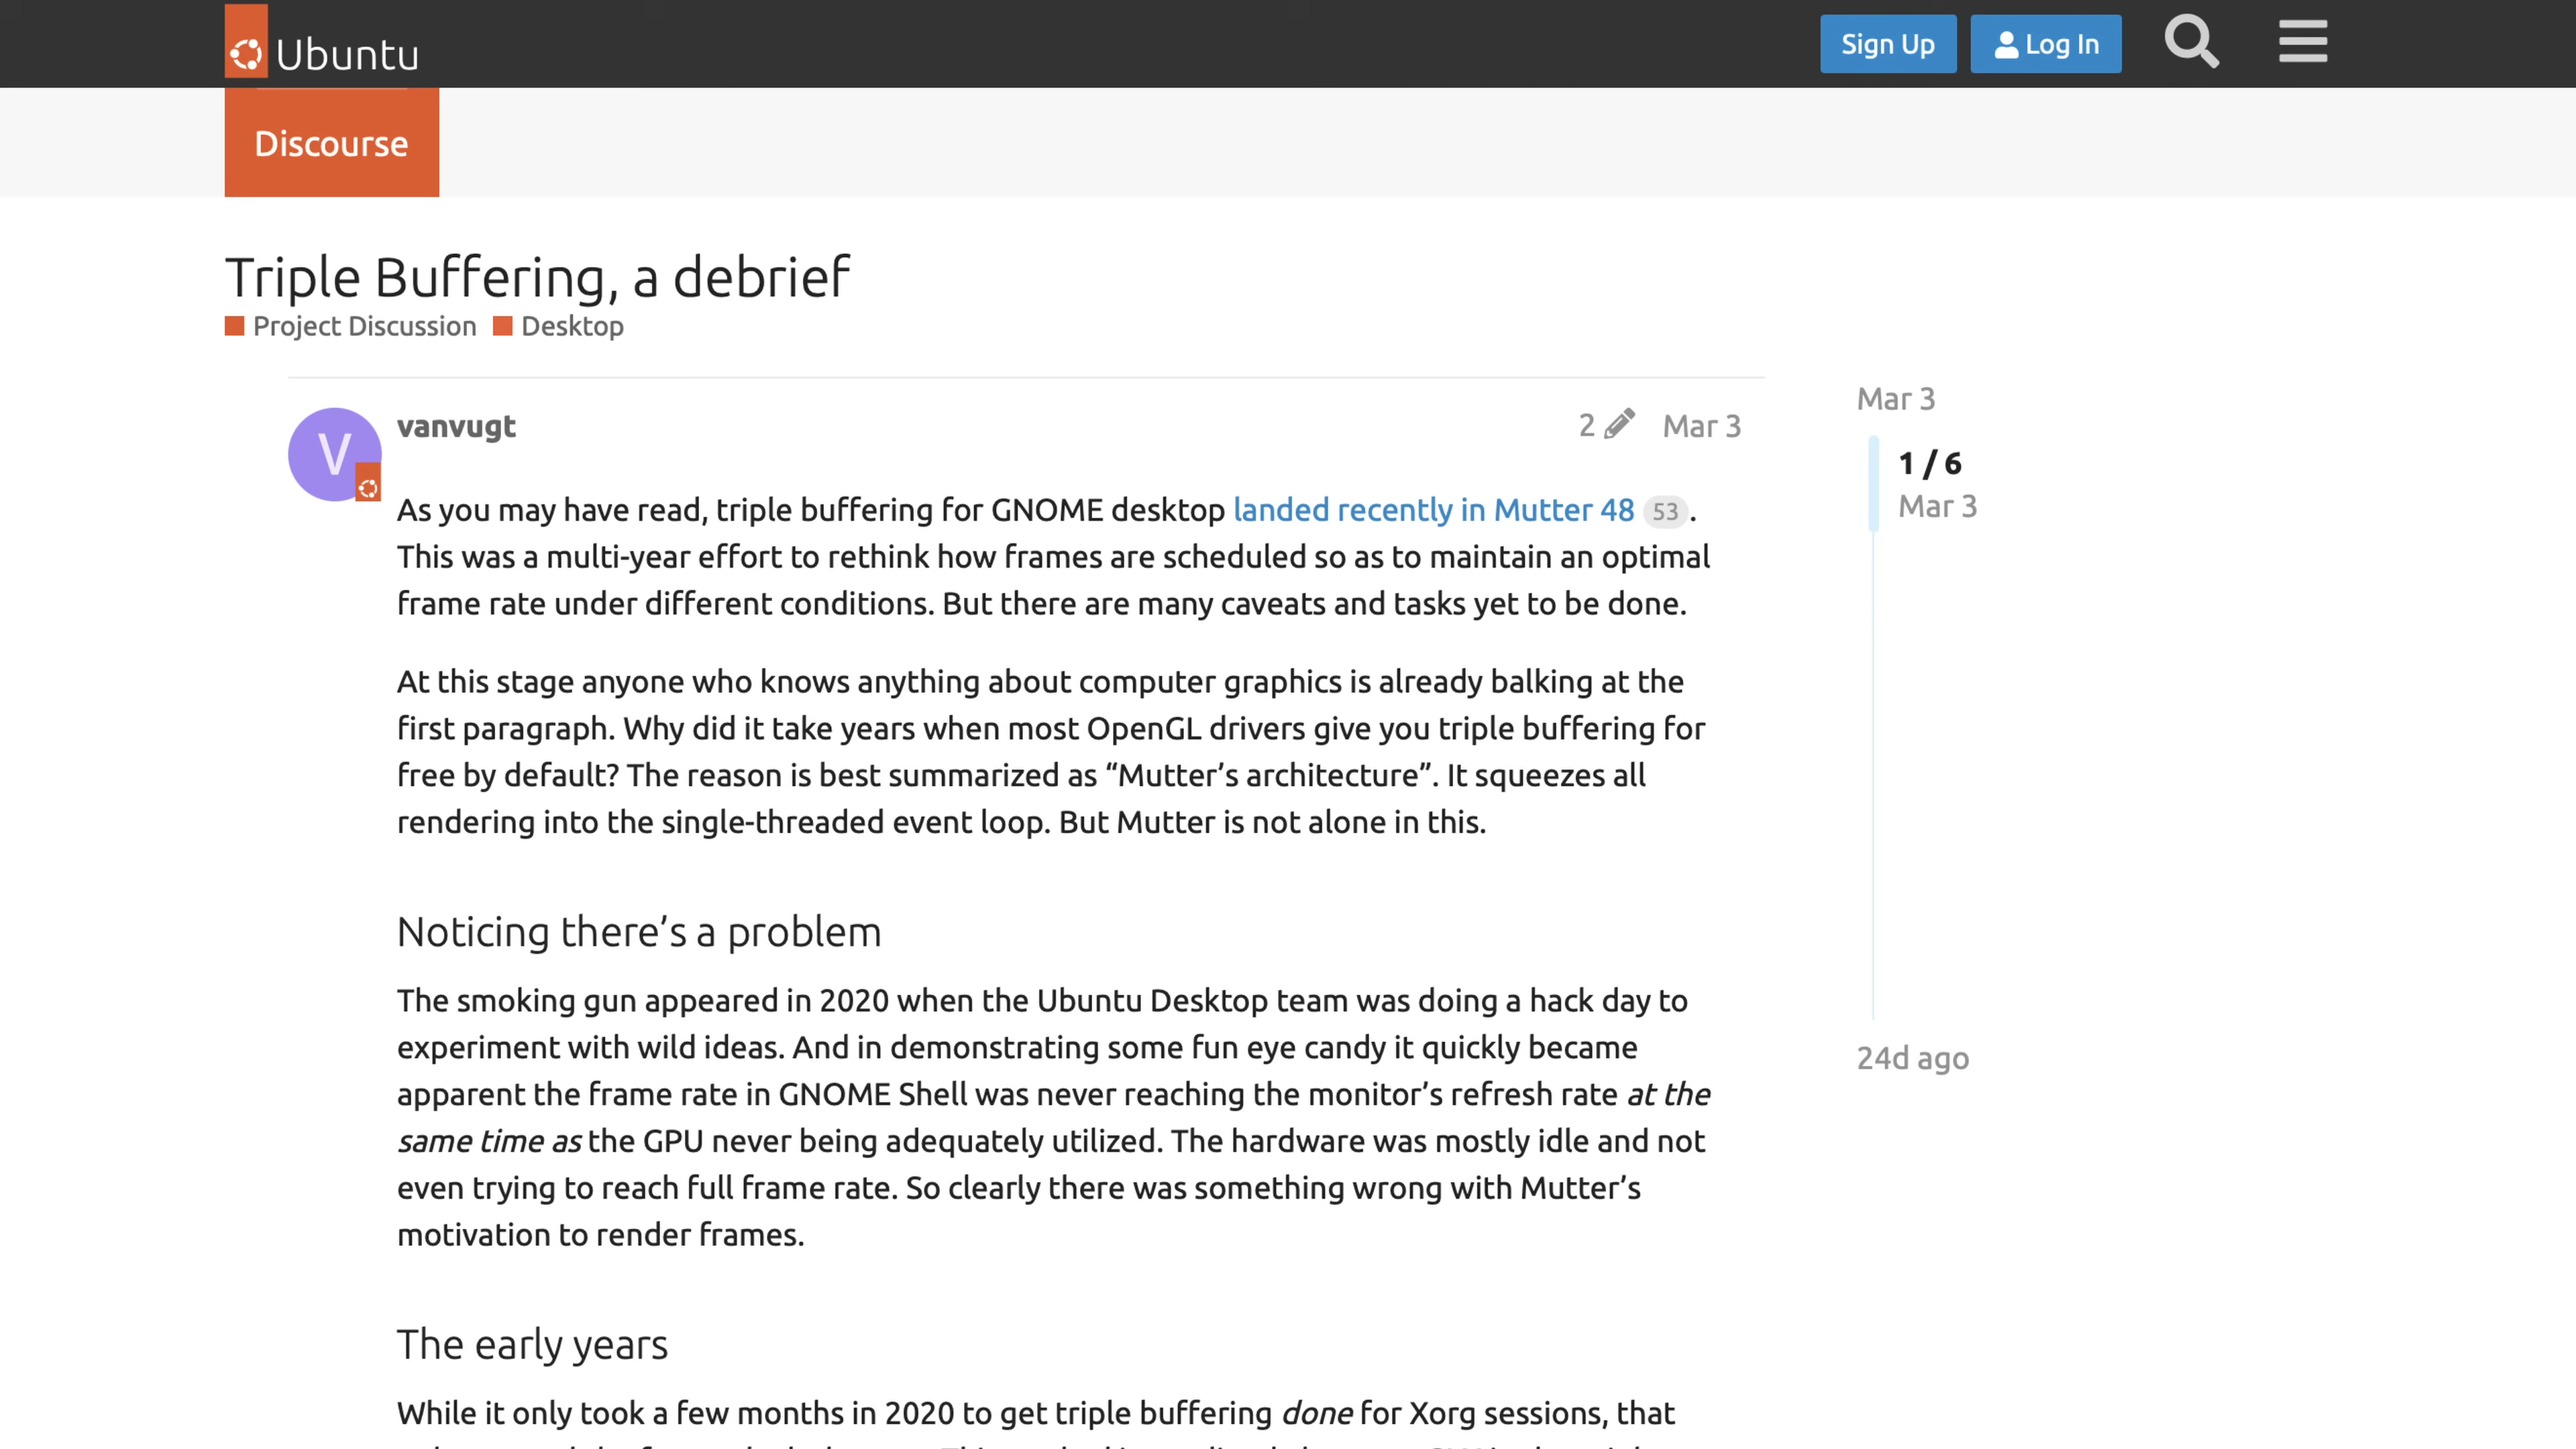 Ubuntu
Sign Up
Log In
Discourse
Triple Buffering, a debrief
Project Discussion Desktop
V
vanvugt
2 Mar 3
As you may have read, triple buffering for GNOME desktop landed recently in Mutter 48 53 .
This was a multi-year effort to rethink how frames are scheduled so as to maintain an optimal
frame rate under different conditions. But there are many caveats and tasks yet to be done.
At this stage anyone who knows anything about computer graphics is already balking at the
first paragraph. Why did it take years when most OpenGL drivers give you triple buffering for
free by default? The reason is best summarized as “Mutter’s architecture”. It squeezes all
rendering into the single-threaded event loop. But Mutter is not alone in this.
Noticing there’s a problem
The smoking gun appeared in 2020 when the Ubuntu Desktop team was doing a hack day to
experiment with wild ideas. And in demonstrating some fun eye candy it quickly became
apparent the frame rate in GNOME Shell was never reaching the monitor’s refresh rate at the
same time as the GPU never being adequately utilized. The hardware was mostly idle and not
even trying to reach full frame rate. So clearly there was something wrong with Mutter’s
motivation to render frames.
The early years
While it only took a few months in 2020 to get triple buffering done for Xorg sessions, that
Mar 3
1 / 6
Mar 3
24d ago